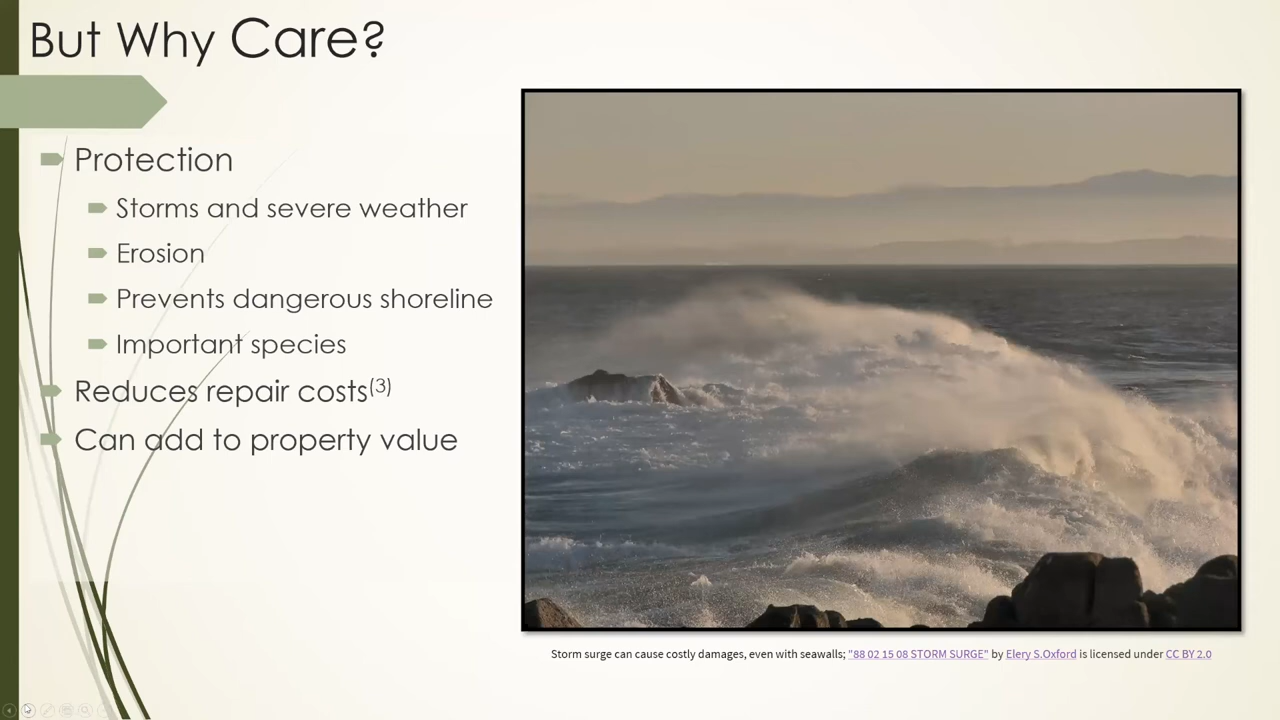 But Why Care?
Protection
Storms and severe weather
Erosion
Prevents dangerous shoreline
Important species
Reduces repair costs(3)
Can add to property value
Storm surge can cause costly damages, even with seawalls; "88 02 15 08 STORM SURGE" by Elery S.Oxford is licensed under CC BY 2.0